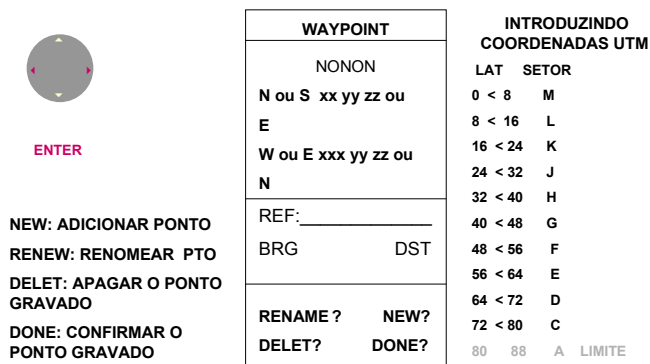 ENTER
NEW: ADICIONAR PONTO
RENEW: RENOMEAR PTO
DELET: APAGAR O PONTO
GRAVADO
DONE: CONFIRMAR O
PONTO GRAVADO
WAYPOINT
NONON
N ou S xx yy zz ou
E
W ou E xxx yy zz ou
N
REF:______________
BRG DST
RENAME ? NEW?
DELET? DONE?
INTRODUZINDO
COORDENADAS UTM
LAT SETOR
0 < 8 M
8 < 16 L
16 < 24 K
24 < 32 J
32 < 40 H
40 < 48 G
48 < 56 F
56 < 64 E
64 < 72 D
72 < 80 C
80 88 A LIMITE